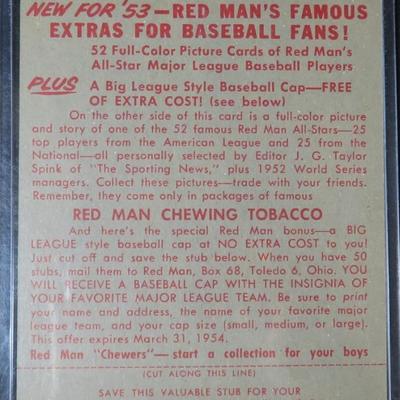 NEW FOR '53 — RED MAN'S FAMOUS
EXTRAS FOR BASEBALL FANS!
52 Full-Color Picture Cards of Red Man's
All-Star Major League Baseball Players
PLUS A Big League Style Baseball Cap—FREE
OF EXTRA COST! (see below)
On the other side of this card is a full-color picture
and story of one of the 52 famous Red Man All-Stars—25
top players from the American League and 25 from the
National—all personally selected by Editor J. G. Taylor
Spink of "The Sporting News," plus 1952 World Series
managers. Collect these pictures—trade with your friends.
Remember, they come only in packages of famous
RED MAN CHEWING TOBACCO
And here's the special Red Man bonus—a BIG
LEAGUE style baseball cap at NO EXTRA COST to you!
Just cut off and save the stub below. When you have 50
stubs, mail them to Red Man, Box 68, Toledo 6, Ohio. YOU
WILL RECEIVE A BASEBALL CAP WITH THE INSIGNIA OF
YOUR FAVORITE MAJOR LEAGUE TEAM. Be sure to print
your name and address, the name of your favorite major
league team, and your cap size (small, medium, or large).
This offer expires March 31, 1954.
Red Man "Chewers"—start a collection for your boys
(CUT ALONG THIS LINE)
SAVE THIS VALUABLE STUB FOR YOUR